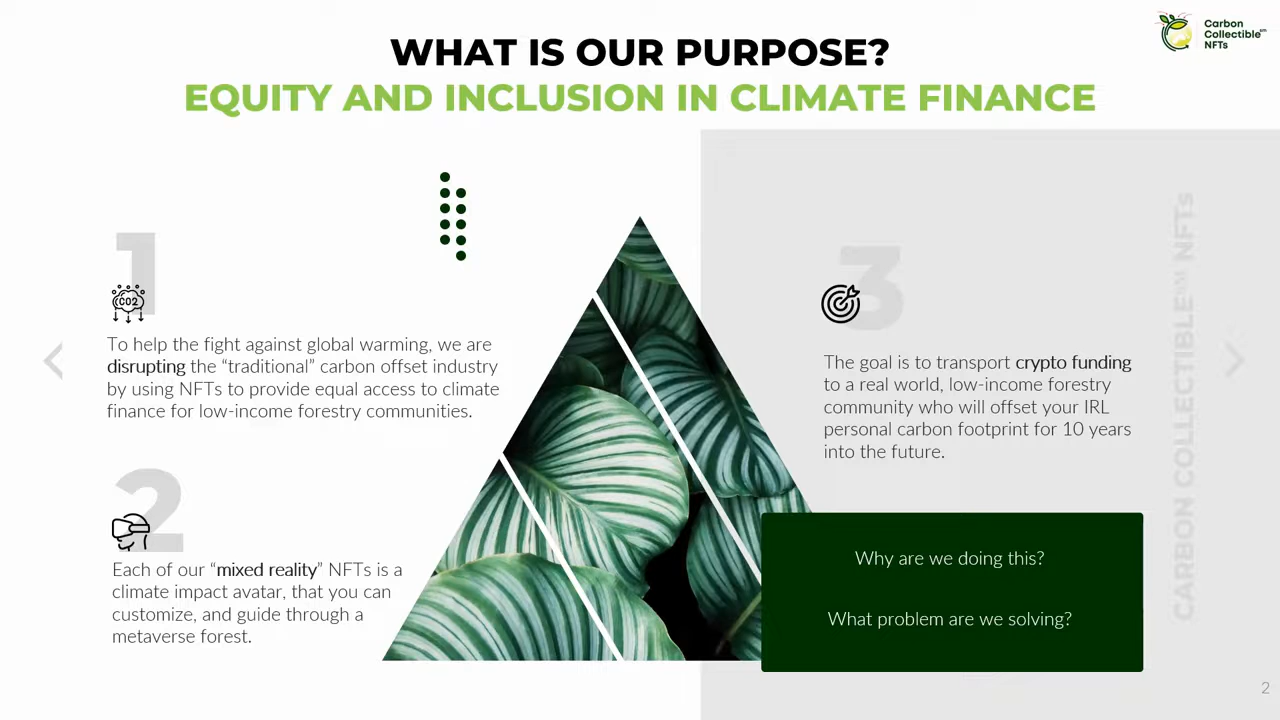 WHAT IS OUR PURPOSE?
EQUITY AND INCLUSION IN CLIMATE FINANCE
Carbon
Collectible℠
NFTs
1
CO2
To help the fight against global warming, we are
disrupting the “traditional” carbon offset industry
by using NFTs to provide equal access to climate
finance for low-income forestry communities.
2
Each of our “mixed reality” NFTs is a
climate impact avatar, that you can
customize, and guide through a
metaverse forest.
3
The goal is to transport crypto funding
to a real world, low-income forestry
community who will offset your IRL
personal carbon footprint for 10 years
into the future.
Why are we doing this?
What problem are we solving?
CARBON COLLECTIBLE℠ NFTs
2